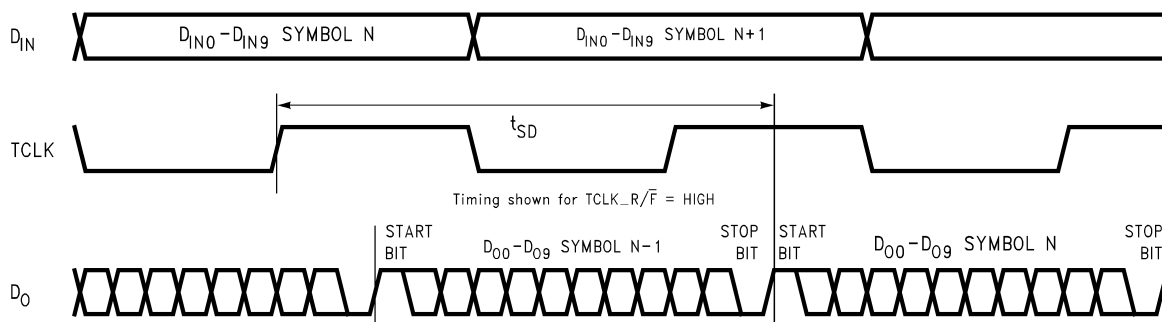 D_IN
D_IN0–D_IN9 SYMBOL N
D_IN0–D_IN9 SYMBOL N+1
t_SD
TCLK
Timing shown for TCLK_R/F̅ = HIGH
START BIT
D_O0–D_O9 SYMBOL N-1
STOP BIT
START BIT
D_O0–D_O9 SYMBOL N
STOP BIT
D_O